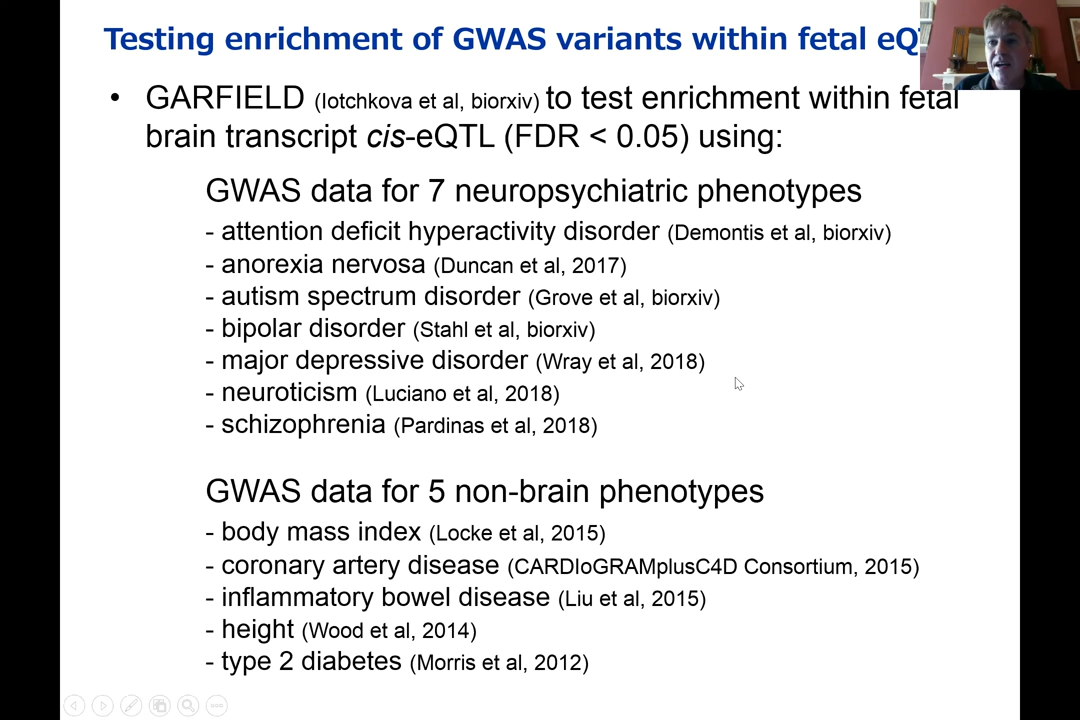 Testing enrichment of GWAS variants within fetal
• GARFIELD (Iotchkova et al, biorxiv) to test enrichment within fetal
brain transcript cis-eQTL (FDR < 0.05) using:
GWAS data for 7 neuropsychiatric phenotypes
- attention deficit hyperactivity disorder (Demontis et al, biorxiv)
- anorexia nervosa (Duncan et al, 2017)
- autism spectrum disorder (Grove et al, biorxiv)
- bipolar disorder (Stahl et al, biorxiv)
- major depressive disorder (Wray et al, 2018)
- neuroticism (Luciano et al, 2018)
- schizophrenia (Pardinas et al, 2018)
GWAS data for 5 non-brain phenotypes
- body mass index (Locke et al, 2015)
- coronary artery disease (CARDIoGRAMplusC4D Consortium, 2015)
- inflammatory bowel disease (Liu et al, 2015)
- height (Wood et al, 2014)
- type 2 diabetes (Morris et al, 2012)